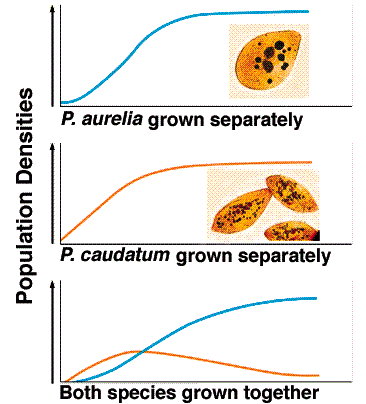 Population Densities
P. aurelia grown separately
P. caudatum grown separately
Both species grown together